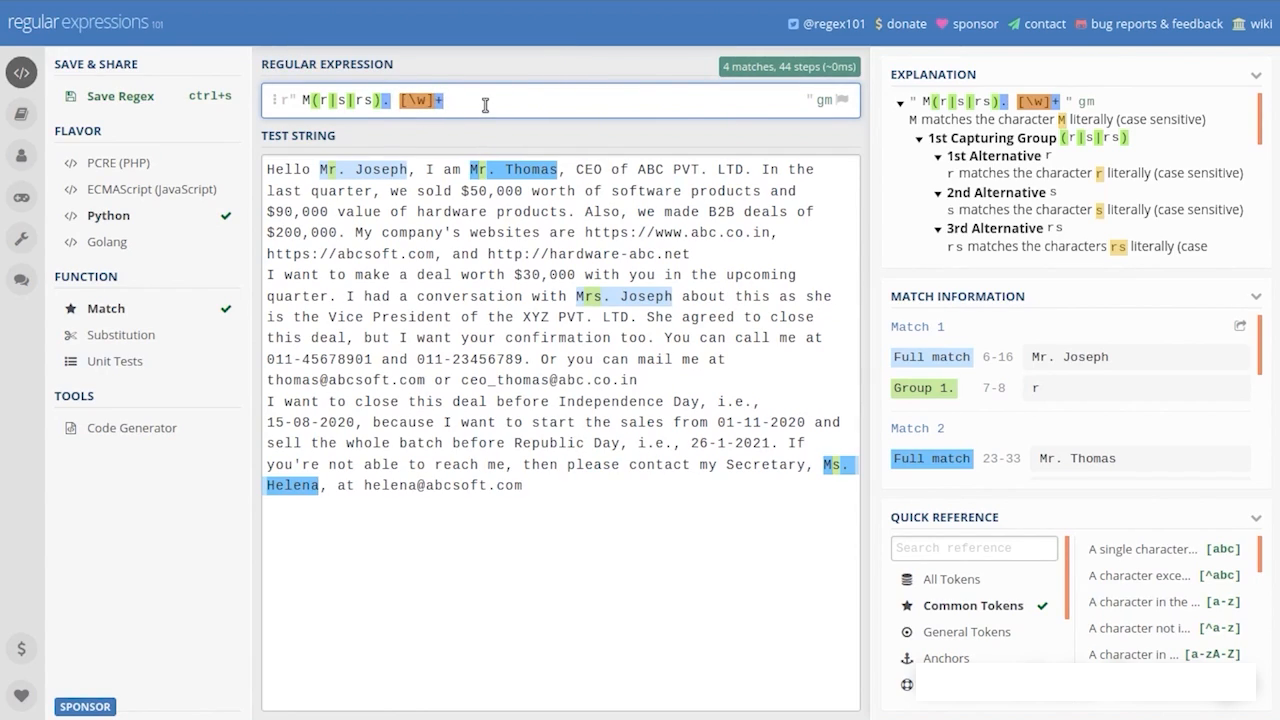 regular expressions 101
@regex101 donate sponsor contact bug reports & feedback wiki
SAVE & SHARE
Save Regex ctrl+s
FLAVOR
PCRE (PHP)
ECMAScript (JavaScript)
Python
Golang
FUNCTION
Match
Substitution
Unit Tests
TOOLS
Code Generator
SPONSOR
$
REGULAR EXPRESSION
4 matches, 44 steps (~0ms)
r" M(r|s|rs). [\w]+ " gm
TEST STRING
Hello Mr. Joseph, I am Mr. Thomas, CEO of ABC PVT. LTD. In the
last quarter, we sold $50,000 worth of software products and
$90,000 value of hardware products. Also, we made B2B deals of
$200,000. My company's websites are https://www.abc.co.in,
https://abcsoft.com, and http://hardware-abc.net
I want to make a deal worth $30,000 with you in the upcoming
quarter. I had a conversation with Mrs. Joseph about this as she
is the Vice President of the XYZ PVT. LTD. She agreed to close
this deal, but I want your confirmation too. You can call me at
011-45678901 and 011-23456789. Or you can mail me at
thomas@abcsoft.com or ceo_thomas@abc.co.in
I want to close this deal before Independence Day, i.e.,
15-08-2020, because I want to start the sales from 01-11-2020 and
sell the whole batch before Republic Day, i.e., 26-1-2021. If
you're not able to reach me, then please contact my Secretary, Ms.
Helena, at helena@abcsoft.com
EXPLANATION
" M(r|s|rs). [\w]+ " gm
M matches the character M literally (case sensitive)
1st Capturing Group (r|s|rs)
1st Alternative r
r matches the character r literally (case sensitive)
2nd Alternative s
s matches the character s literally (case sensitive)
3rd Alternative rs
rs matches the characters rs literally (case
MATCH INFORMATION
Match 1
Full match 6-16 Mr. Joseph
Group 1. 7-8 r
Match 2
Full match 23-33 Mr. Thomas
QUICK REFERENCE
Search reference
All Tokens
Common Tokens
General Tokens
Anchors
A single character... [abc]
A character exce... [^abc]
A character in the ... [a-z]
A character not i... [^a-z]
A character in ... [a-zA-Z]